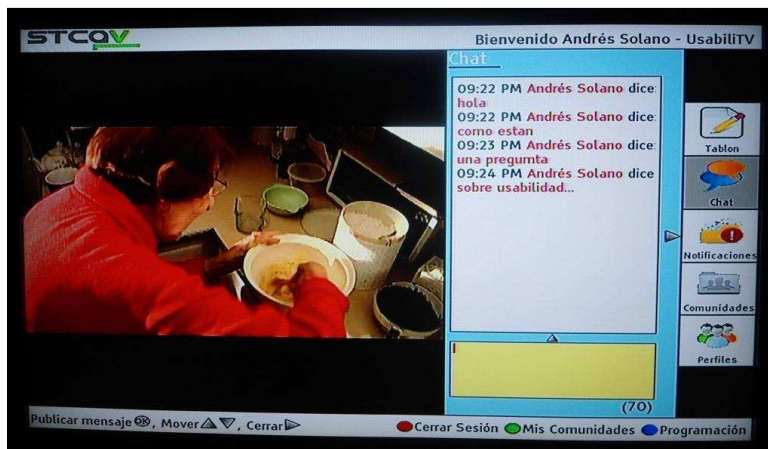 STCAV
Bienvenido Andrés Solano - UsabiliTV
Chat
09:22 PM Andrés Solano dice:
hola
09:22 PM Andrés Solano dice:
como estan
09:23 PM Andrés Solano dice:
una pregumta
09:24 PM Andrés Solano dice
sobre usabilidad...
Tablon
Chat
Notificaciones
Comunidades
Perfiles
(70)
Publicar mensaje OK, Mover, Cerrar
Cerrar Sesión Mis Comunidades Programación